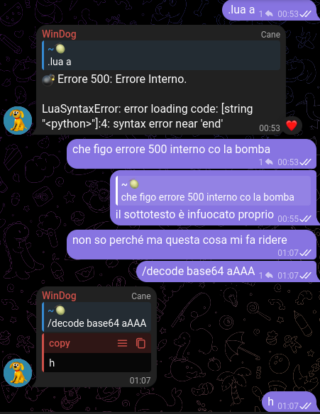 .lua a 1 00:53
WinDog Cane
~
.lua a
Errore 500: Errore Interno.
LuaSyntaxError: error loading code: [string
"<python>"]:4: syntax error near 'end'
00:53
che figo errore 500 interno co la bomba
1 00:53
~
che figo errore 500 interno co la bomba
il sottotesto è infuocato proprio 00:55
non so perché ma questa cosa mi fa ridere
01:07
/decode base64 aAAA 1 01:07
WinDog Cane
~
/decode base64 aAAA
copy
h
01:07
h 01:07